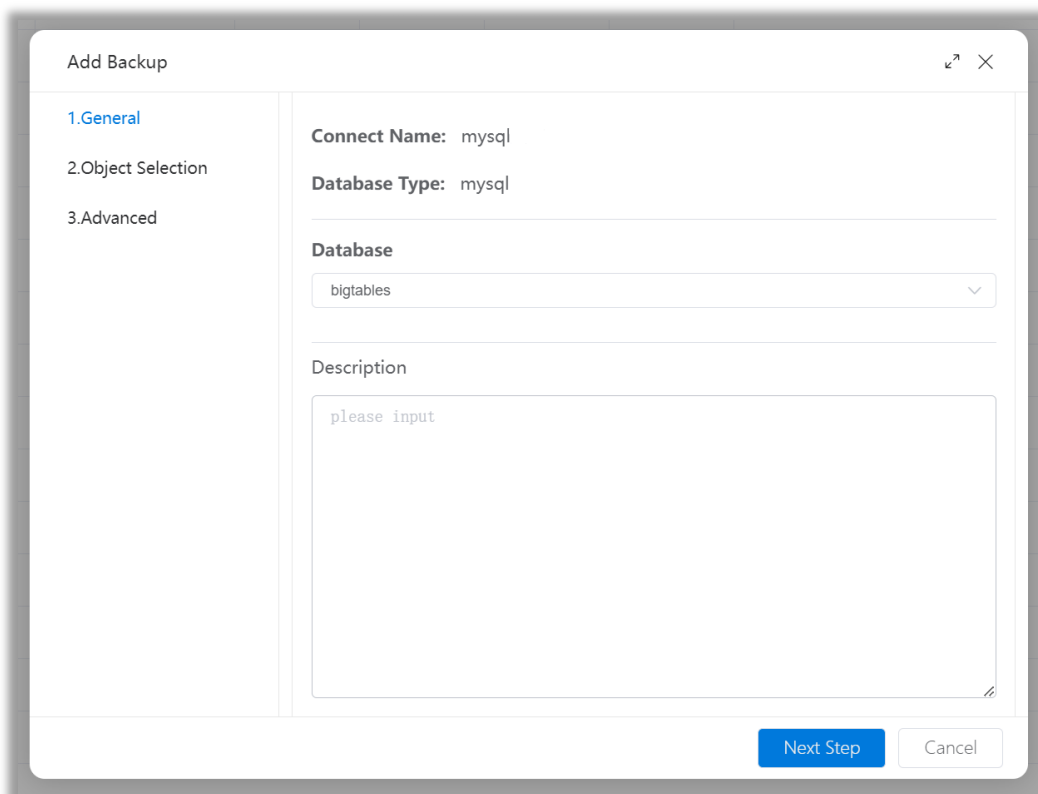 Add Backup
1.General
2.Object Selection
3.Advanced
Connect Name: mysql
Database Type: mysql
Database
bigtables
Description
please input
Next Step
Cancel